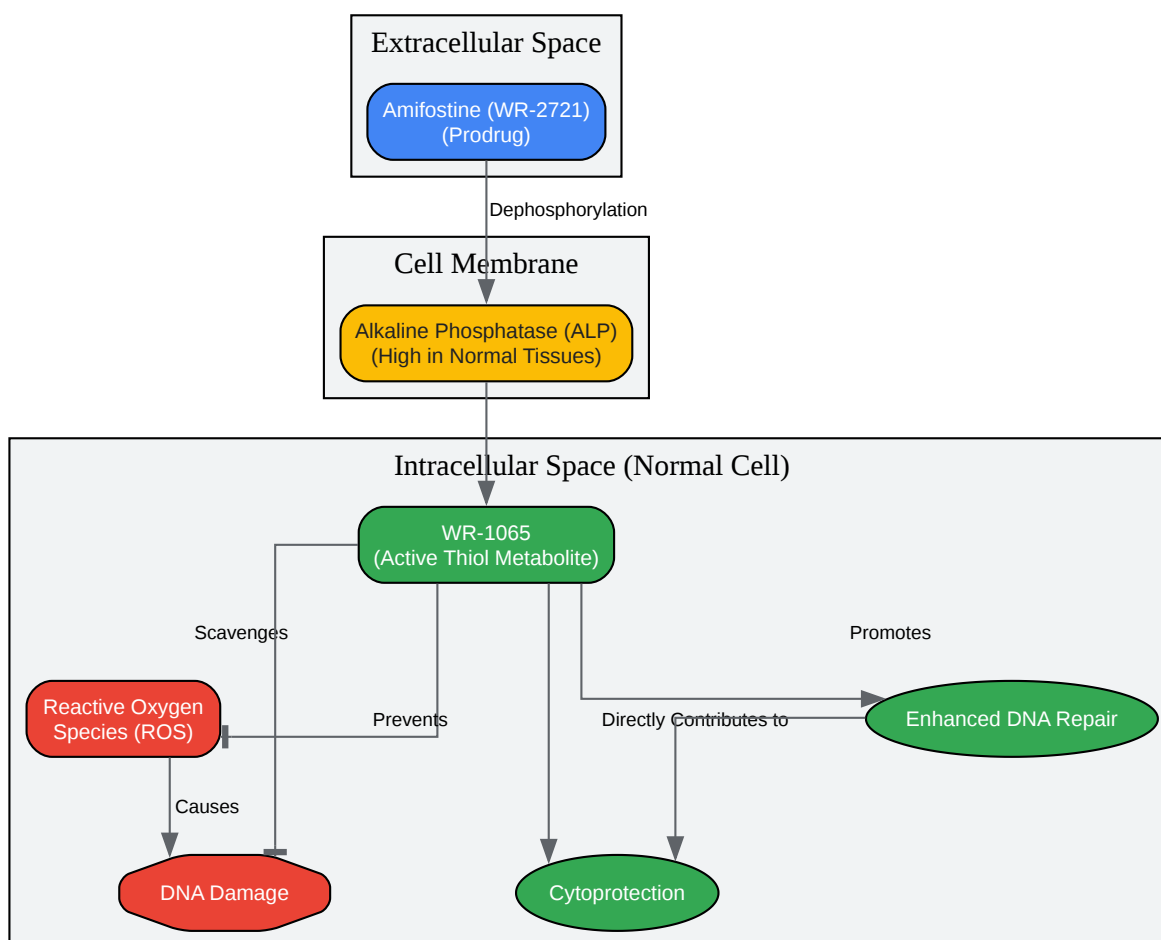 Extracellular Space
Amifostine (WR-2721)
(Prodrug)
Dephosphorylation
Cell Membrane
Alkaline Phosphatase (ALP)
(High in Normal Tissues)
Intracellular Space (Normal Cell)
WR-1065
(Active Thiol Metabolite)
Scavenges
Promotes
Reactive Oxygen
Species (ROS)
Prevents
Directly Contributes to
Enhanced DNA Repair
Causes
DNA Damage
Cytoprotection